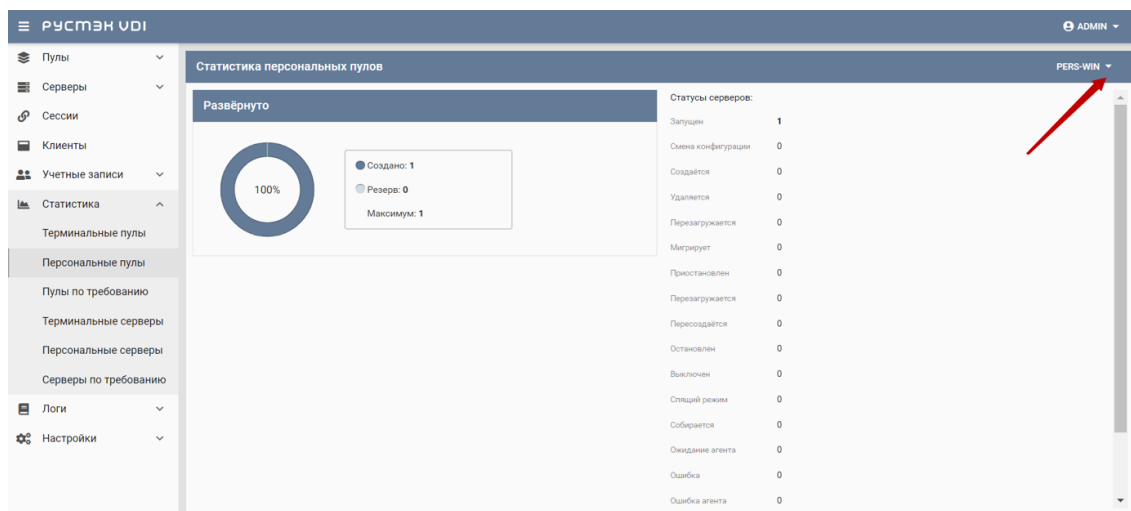 РУСТЭК VDI
ADMIN
Пулы
Серверы
Сессии
Клиенты
Учетные записи
Статистика
Терминальные пулы
Персональные пулы
Пулы по требованию
Терминальные серверы
Персональные серверы
Серверы по требованию
Логи
Настройки
Статистика персональных пулов
PERS-WIN
Развёрнуто
100%
Создано: 1
Резерв: 0
Максимум: 1
Статусы серверов:
Запущен 1
Смена конфигурации 0
Создаётся 0
Удаляется 0
Перезагружается 0
Мигрирует 0
Приостановлен 0
Перезагружается 0
Пересоздаётся 0
Остановлен 0
Выключен 0
Спящий режим 0
Собирается 0
Ожидание агента 0
Ошибка 0
Ошибка агента 0